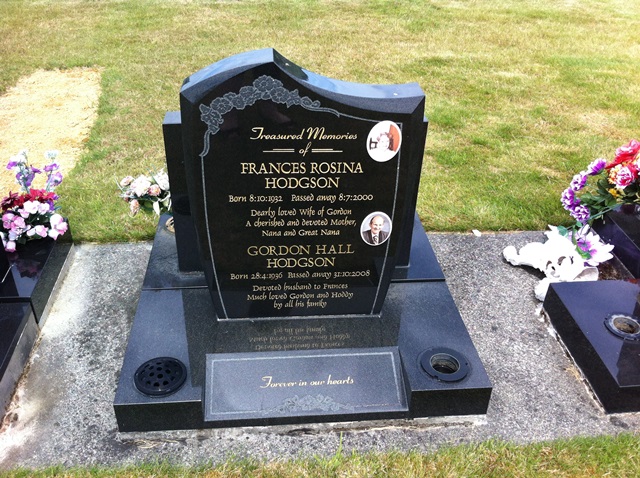 Treasured Memories
of
FRANCES ROSINA
HODGSON
Born 8:10:1932 Passed away 8:7:2000
Dearly loved Wife of Gordon
A cherished and devoted Mother,
Nana and Great Nana
GORDON HALL
HODGSON
Born 28:4:1936 Passed away 31:10:2008
Devoted husband to Frances
Much loved Gordon and Hoddy
by all his family
Forever in our hearts